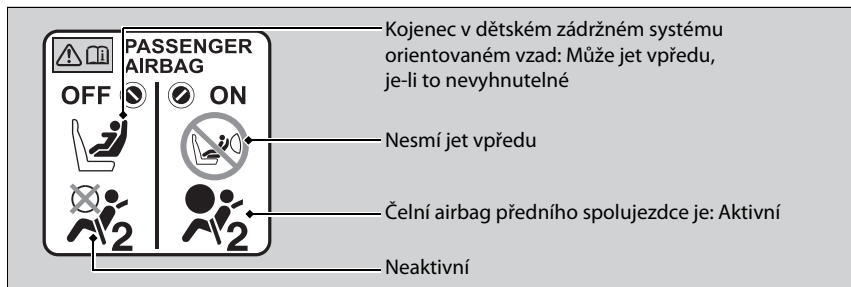 PASSENGER
AIRBAG
OFF ON
2 2
Kojenec v dětském zádržném systému
orientovaném vzad: Může jet vpředu,
je-li to nevyhnutelné
Nesmí jet vpředu
Čelní airbag předního spolujezdce je: Aktivní
Neaktivní